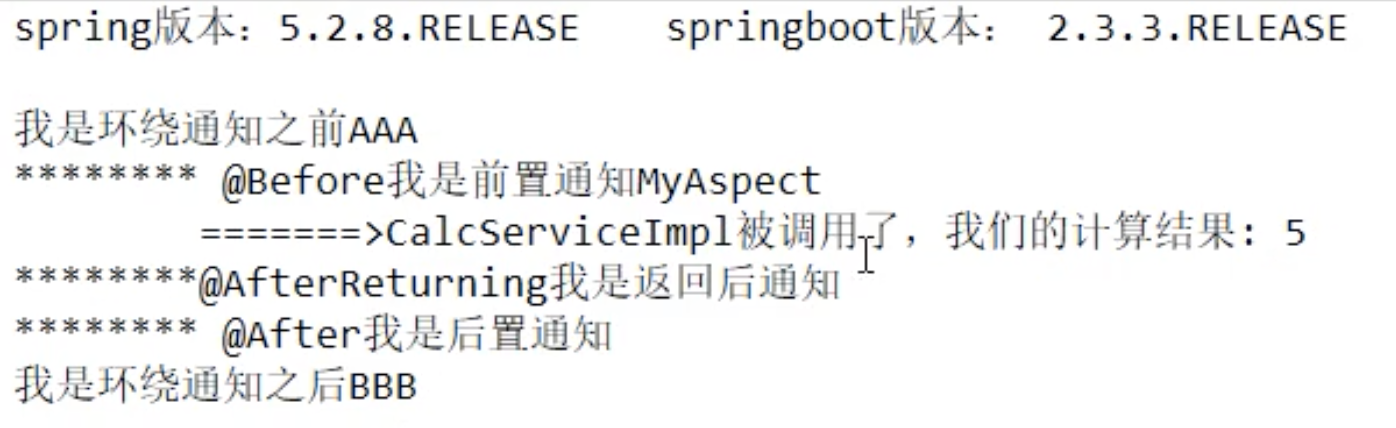 spring版本：5.2.8.RELEASE    springboot版本： 2.3.3.RELEASE
我是环绕通知之前AAA
******** @Before我是前置通知MyAspect
        =======>CalcServiceImpl被调用了，我们的计算结果：5
********@AfterReturning我是返回后通知
******** @After我是后置通知
我是环绕通知之后BBB